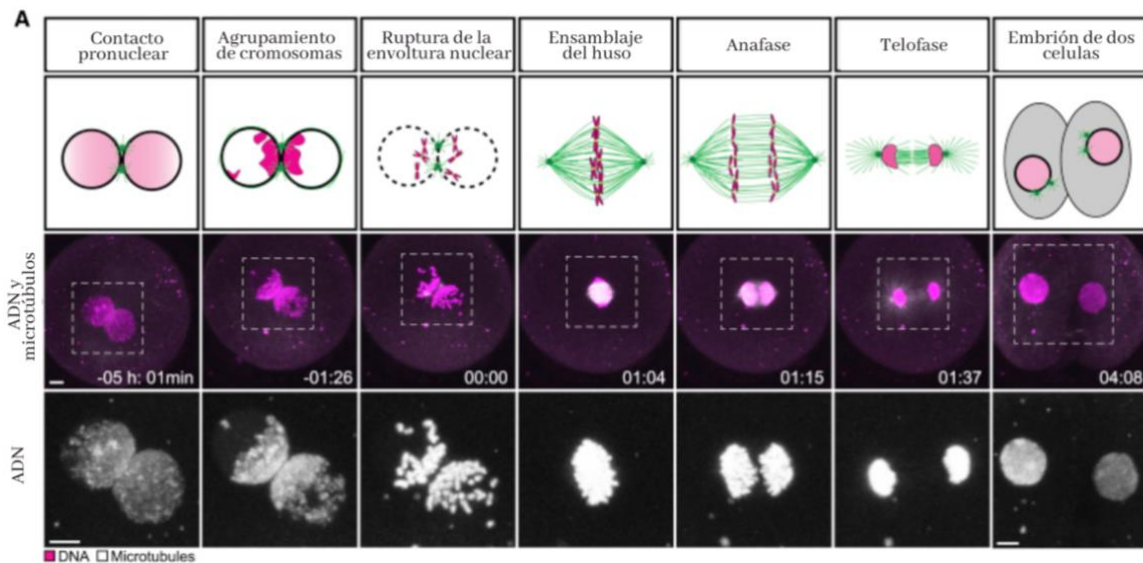 A
Contacto
pronuclear
Agrupamiento
de cromosomas
Ruptura de la
envoltura nuclear
Ensamblaje
del huso
Anafase
Telofase
Embrión de dos
celulas
ADN y
microtúbulos
-05 h: 01min
-01:26
00:00
01:04
01:15
01:37
04:08
ADN
DNA Microtubules